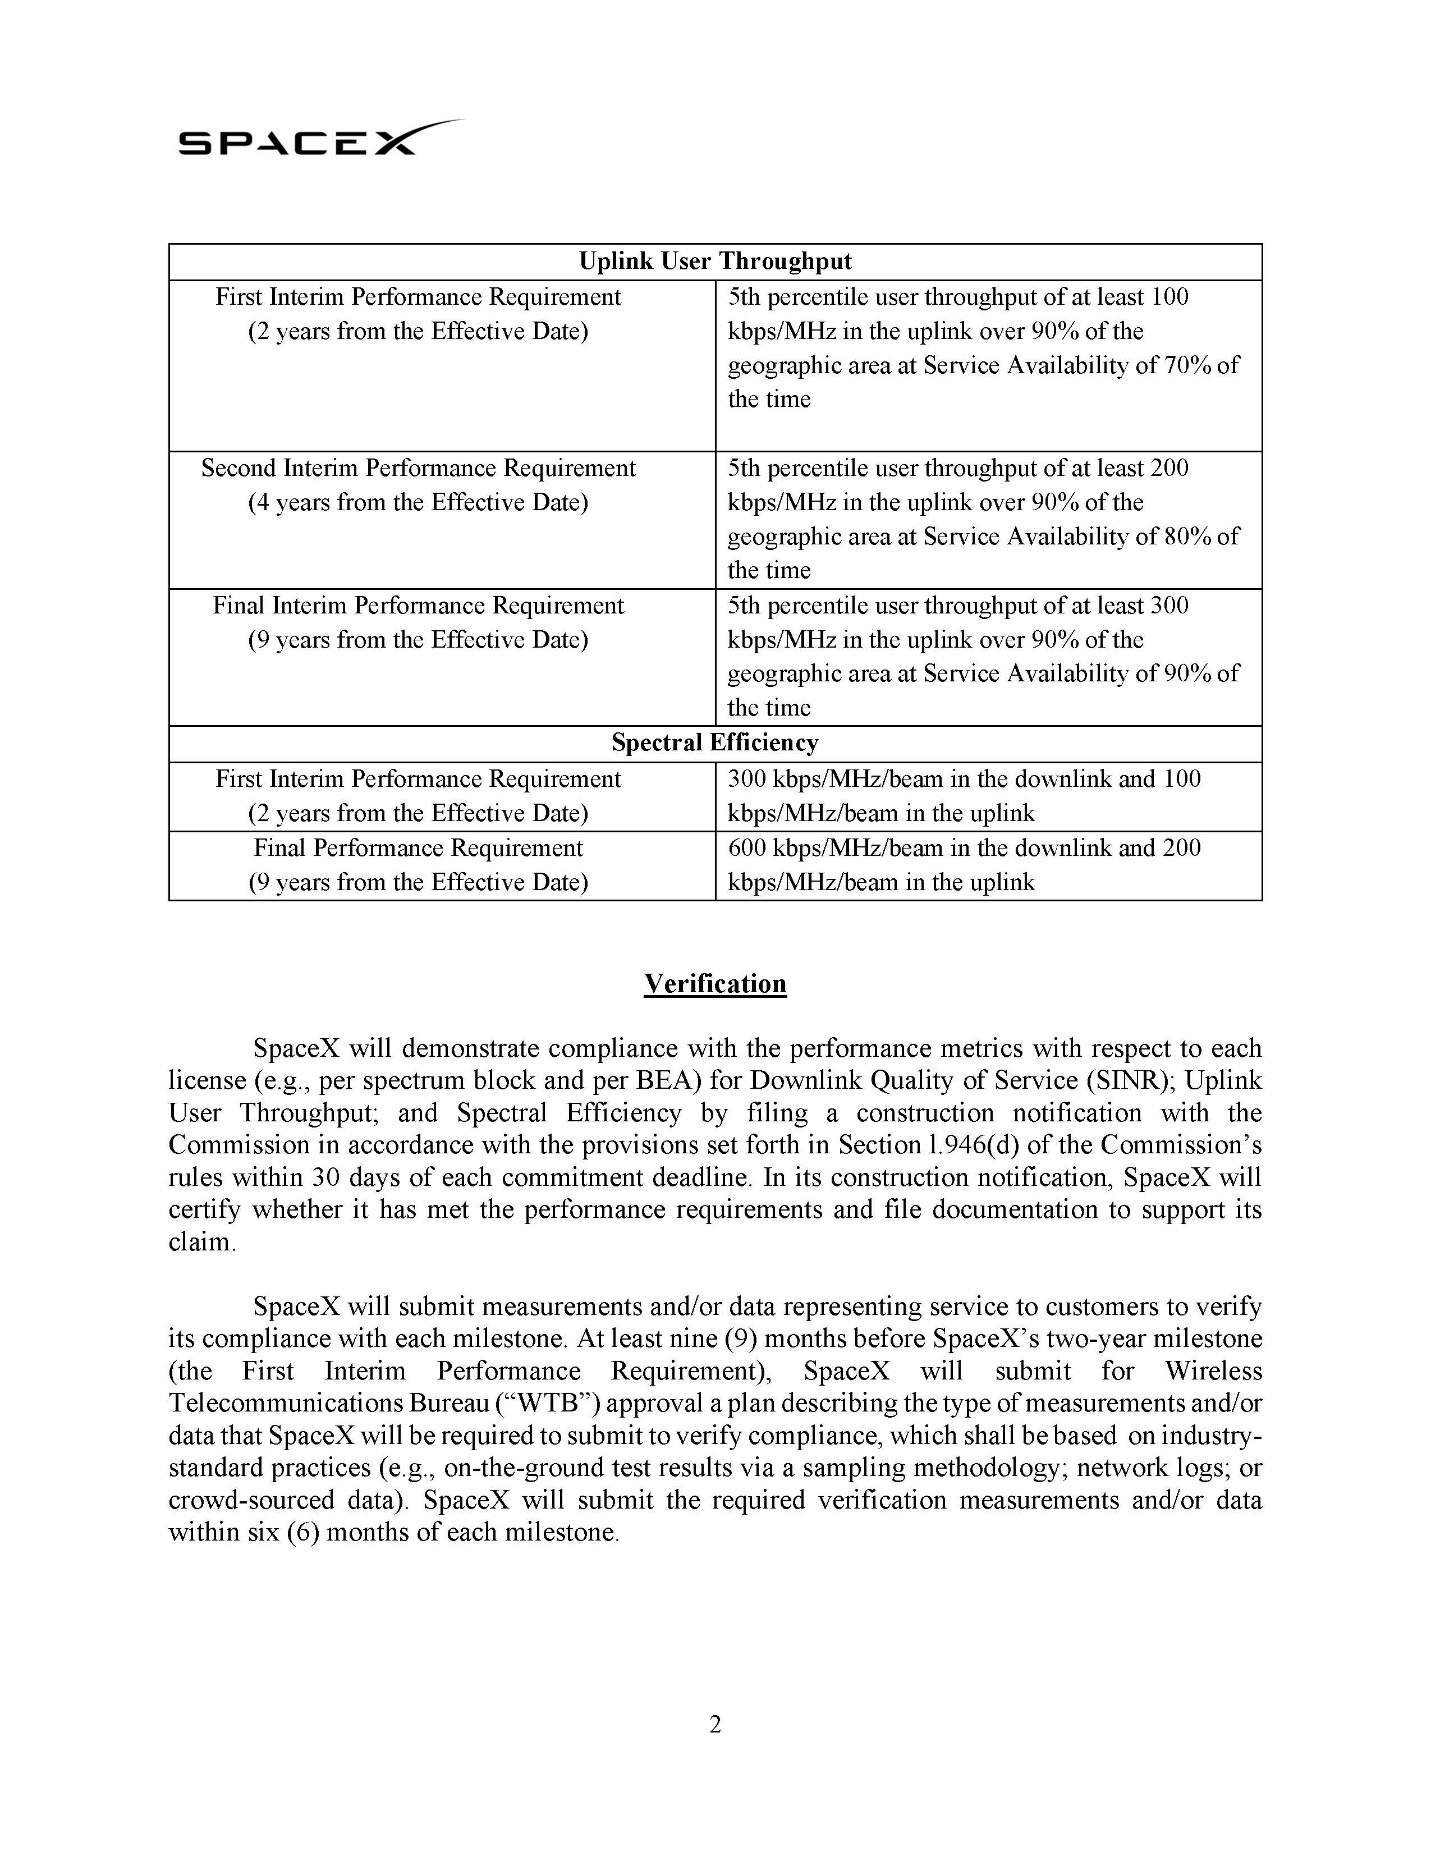 SPACEX
Uplink User Throughput
First Interim Performance Requirement
(2 years from the Effective Date)
5th percentile user throughput of at least 100
kbps/MHz in the uplink over 90% of the
geographic area at Service Availability of 70% of
the time
Second Interim Performance Requirement
(4 years from the Effective Date)
5th percentile user throughput of at least 200
kbps/MHz in the uplink over 90% of the
geographic area at Service Availability of 80% of
the time
Final Interim Performance Requirement
(9 years from the Effective Date)
5th percentile user throughput of at least 300
kbps/MHz in the uplink over 90% of the
geographic area at Service Availability of 90% of
the time
Spectral Efficiency
First Interim Performance Requirement
(2 years from the Effective Date)
300 kbps/MHz/beam in the downlink and 100
kbps/MHz/beam in the uplink
Final Performance Requirement
(9 years from the Effective Date)
600 kbps/MHz/beam in the downlink and 200
kbps/MHz/beam in the uplink
Verification
SpaceX will demonstrate compliance with the performance metrics with respect to each
license (e.g., per spectrum block and per BEA) for Downlink Quality of Service (SINR); Uplink
User Throughput; and Spectral Efficiency by filing a construction notification with the
Commission in accordance with the provisions set forth in Section 1.946(d) of the Commission’s
rules within 30 days of each commitment deadline. In its construction notification, SpaceX will
certify whether it has met the performance requirements and file documentation to support its
claim.
SpaceX will submit measurements and/or data representing service to customers to verify
its compliance with each milestone. At least nine (9) months before SpaceX’s two-year milestone
(the First Interim Performance Requirement), SpaceX will submit for Wireless
Telecommunications Bureau (“WTB”) approval a plan describing the type of measurements and/or
data that SpaceX will be required to submit to verify compliance, which shall be based on industry-
standard practices (e.g., on-the-ground test results via a sampling methodology; network logs; or
crowd-sourced data). SpaceX will submit the required verification measurements and/or data
within six (6) months of each milestone.
2